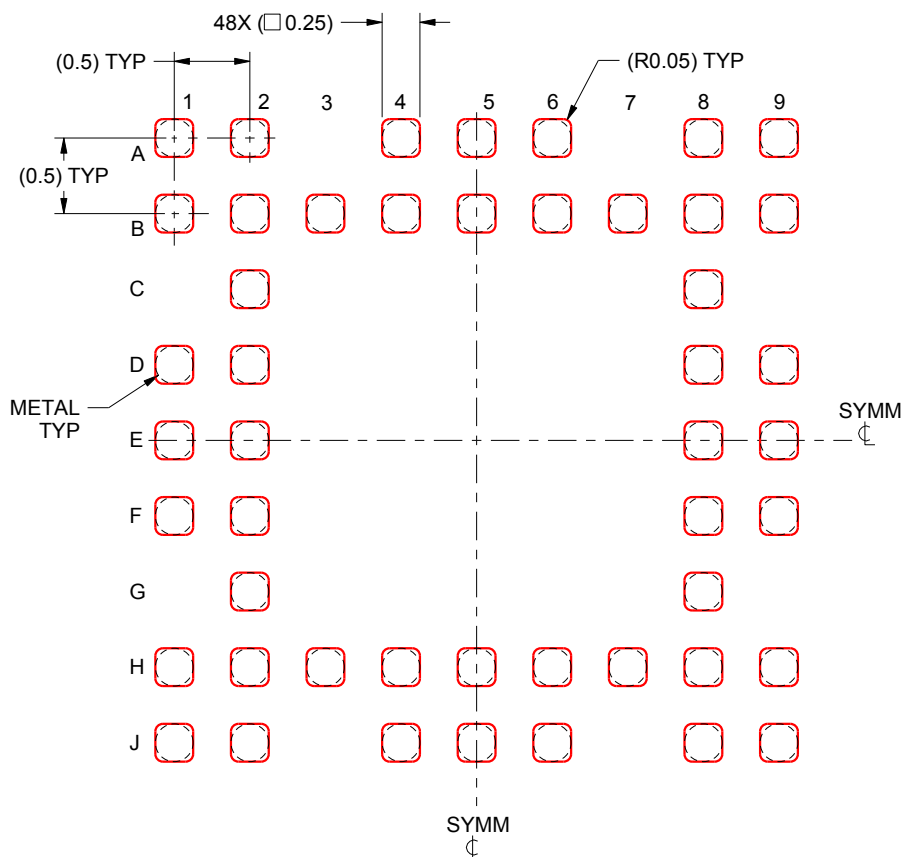 48X (□ 0.25)
(0.5) TYP
(R0.05) TYP
1 2 3 4 5 6 7 8 9
A
(0.5) TYP
B
C
D
METAL
TYP
E
SYMM
℄
F
G
H
J
SYMM
℄